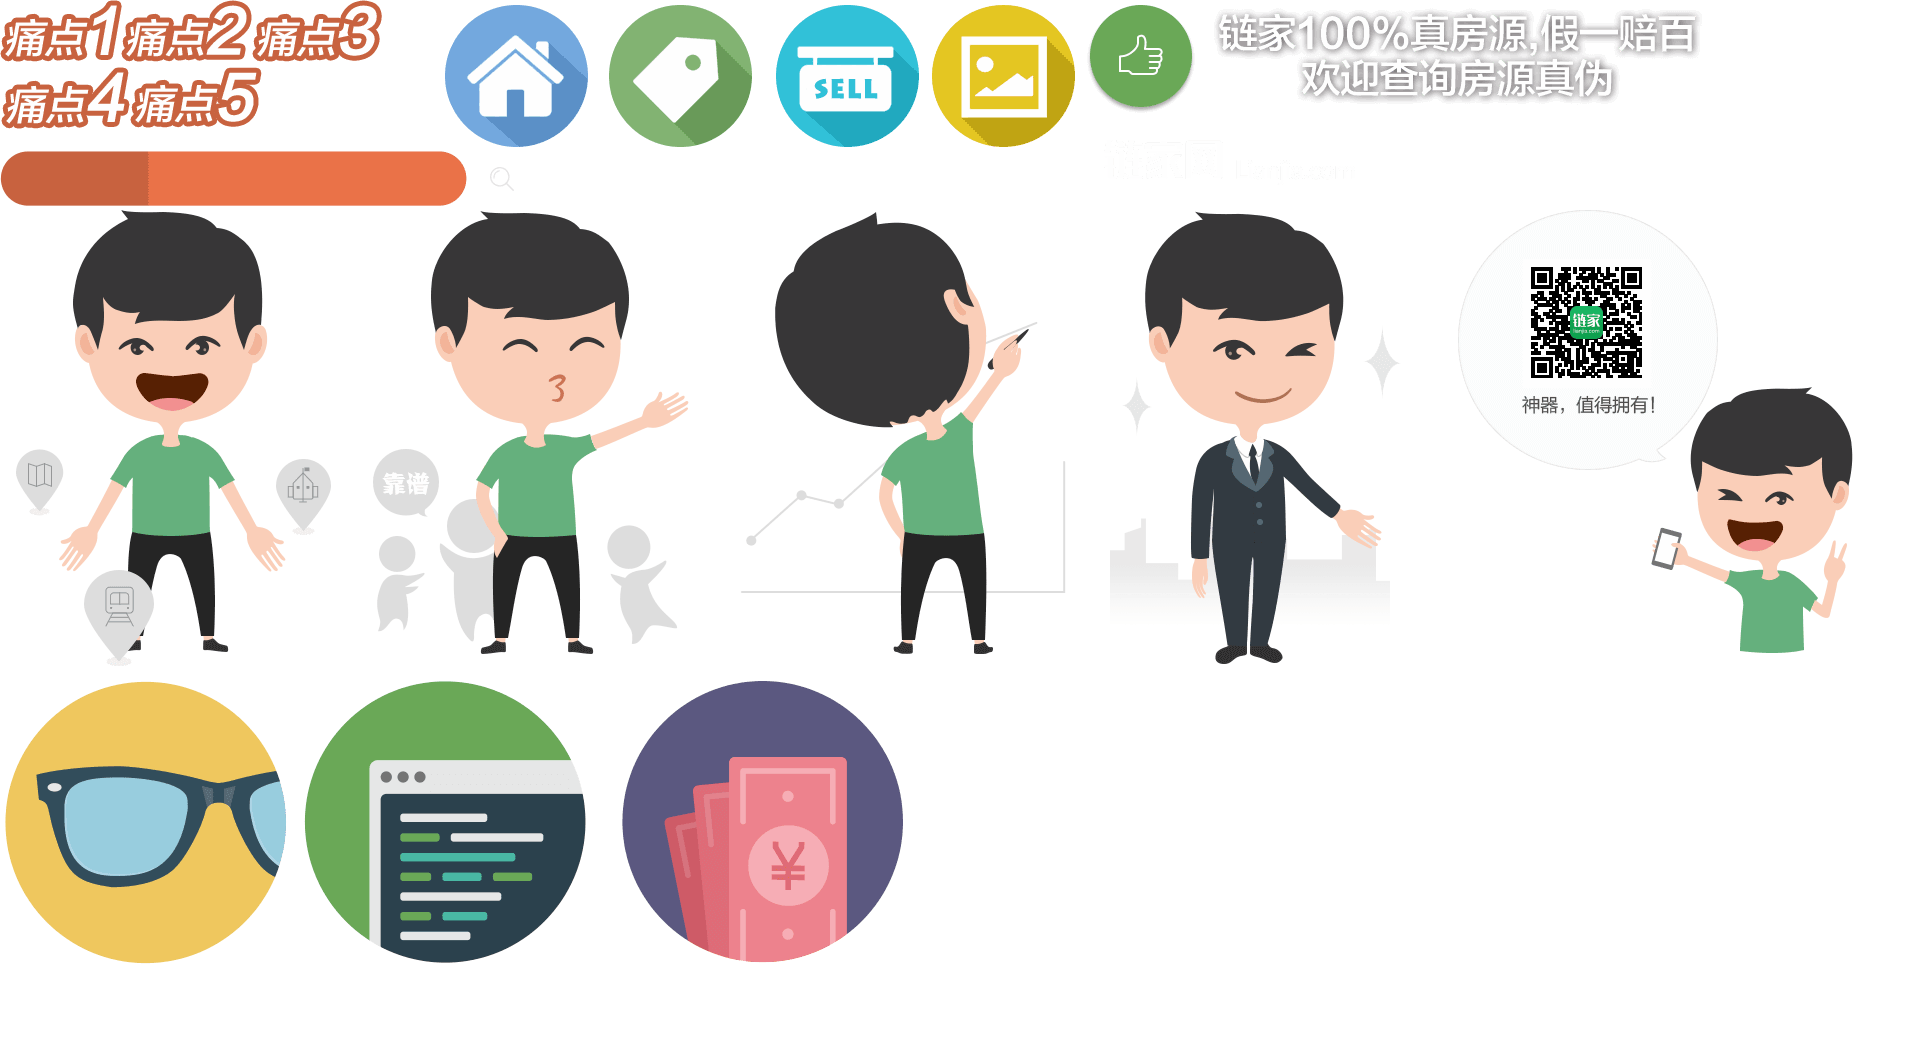 痛点1 痛点2 痛点3
痛点4 痛点5
SELL
链家100%真房源,假一赔百
欢迎查询房源真伪
靠谱
链家
lianjia.com
神器，值得拥有！
¥